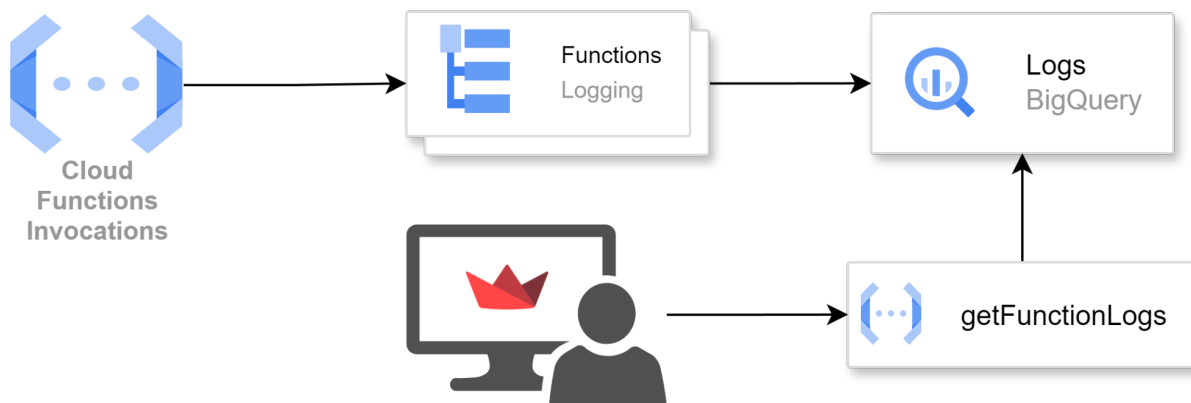 Cloud
Functions
Invocations
Functions
Logging
Logs
BigQuery
getFunctionLogs